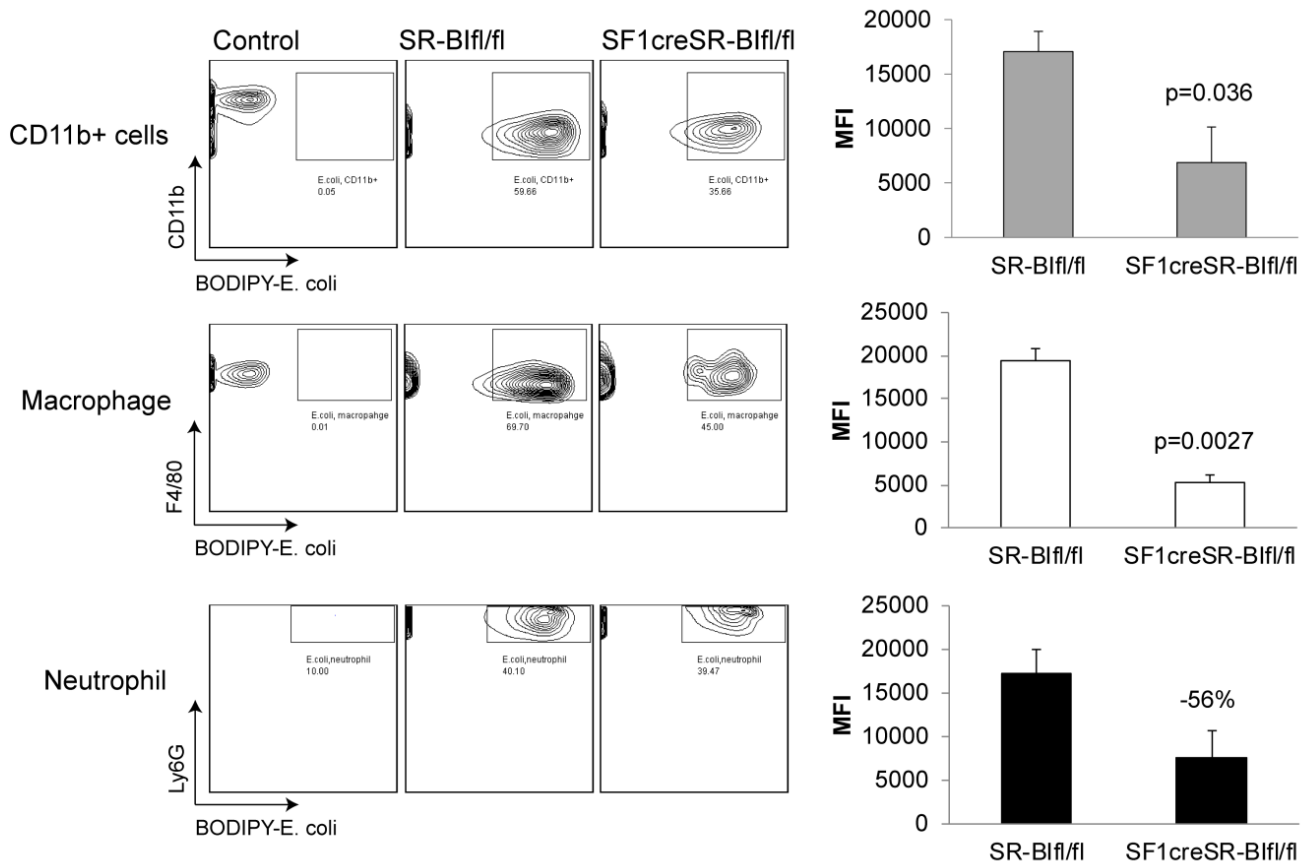 Control SR-BIfl/fl SF1creSR-BIfl/fl
CD11b+ cells
CD11b
E.coli, CD11b+
0.05
E.coli, CD11b+
59.66
E.coli, CD11b+
35.66
BODIPY-E. coli
MFI
20000
15000
10000
5000
0
p=0.036
SR-BIfl/fl SF1creSR-BIfl/fl
Macrophage
F4/80
E.coli, macropahge
0.01
E.coli, macropahge
69.70
E.coli, macropahge
45.00
BODIPY-E. coli
MFI
25000
20000
15000
10000
5000
0
p=0.0027
SR-BIfl/fl SF1creSR-BIfl/fl
Neutrophil
Ly6G
E.coli,neutrophil
10.00
E.coli,neutrophil
40.10
E.coli,neutrophil
39.47
BODIPY-E. coli
MFI
25000
20000
15000
10000
5000
0
-56%
SR-BIfl/fl SF1creSR-BIfl/fl